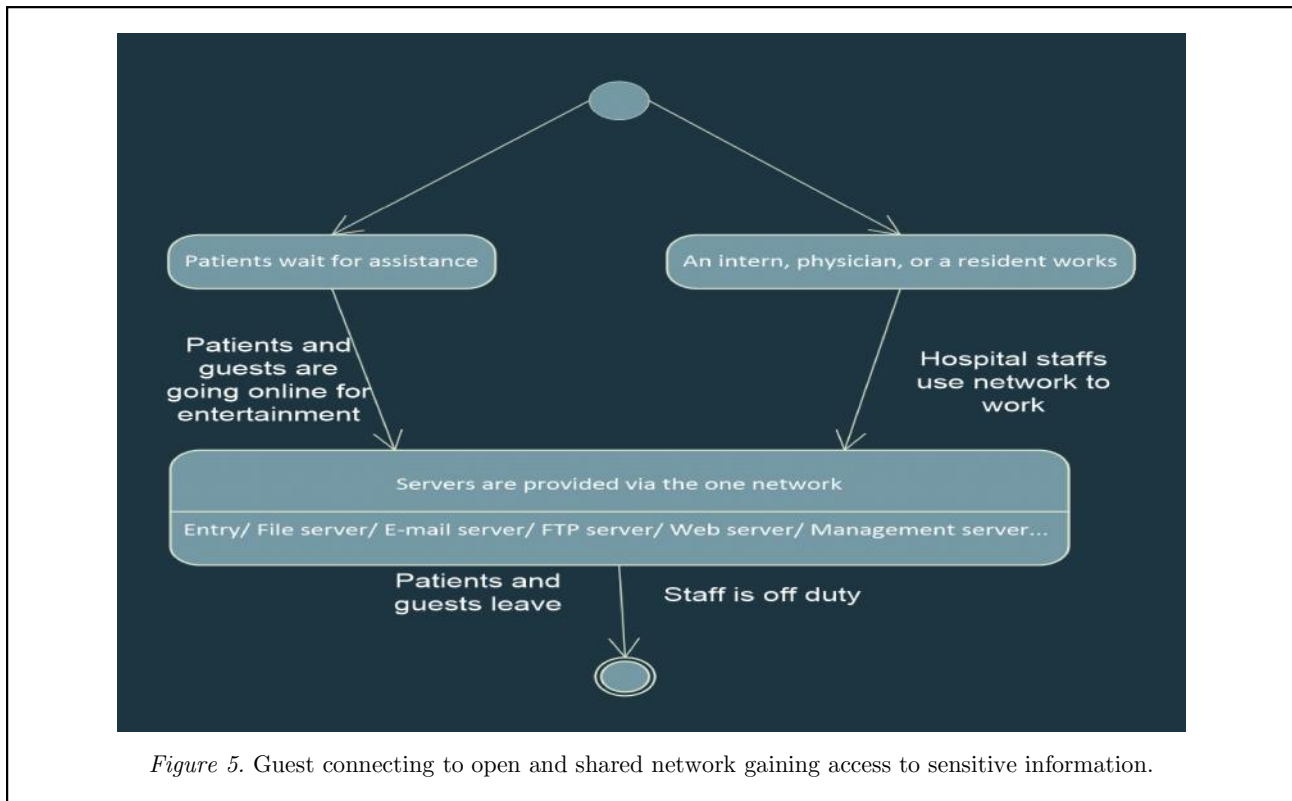 Patients wait for assistance
An intern, physician, or a resident works
Patients and
guests are
going online for
entertainment
Hospital staffs
use network to
work
Servers are provided via the one network
Entry/ File server/ E-mail server/ FTP server/ Web server/ Management server...
Patients and
guests leave
Staff is off duty
Figure 5. Guest connecting to open and shared network gaining access to sensitive information.